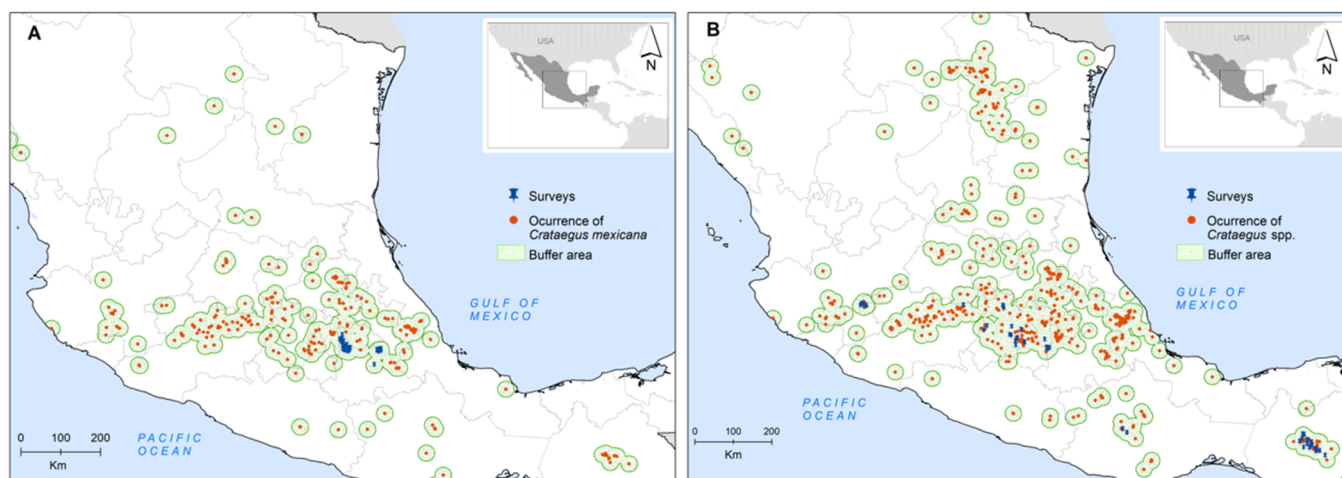 A
USA
N
Surveys
Ocurrence of
Crataegus mexicana
Buffer area
GULF OF
MEXICO
PACIFIC
OCEAN
0 100 200
Km
B
USA
N
Surveys
Ocurrence of
Crataegus spp.
Buffer area
GULF OF
MEXICO
PACIFIC
OCEAN
0 100 200
Km